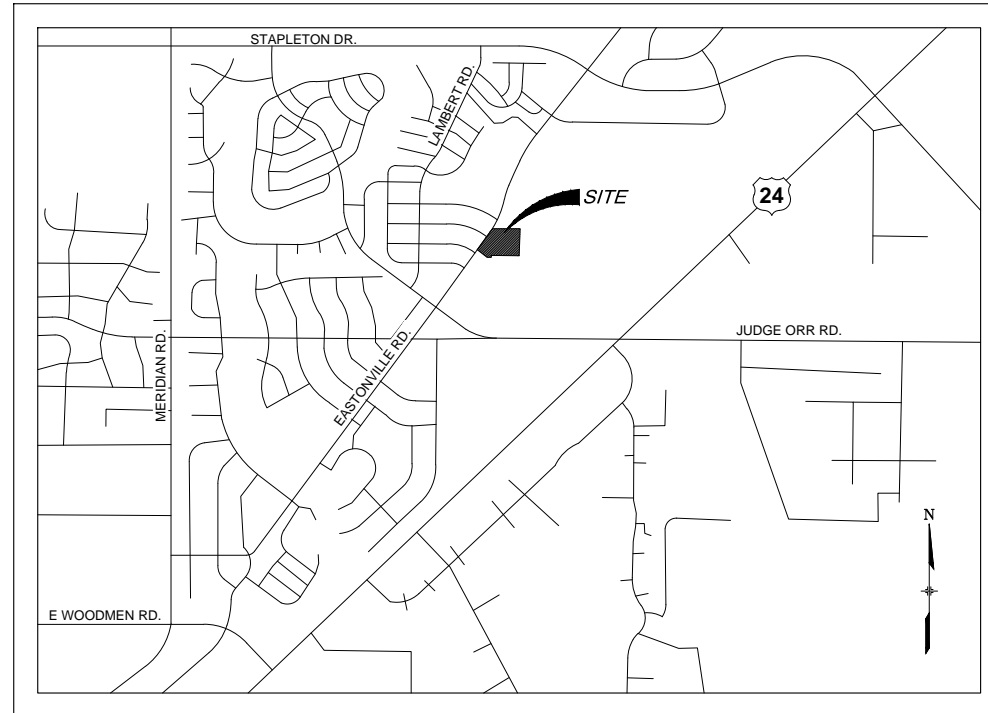 STAPLETON DR.
LAMBERT RD.
SITE
24
JUDGE ORR RD.
MERIDIAN RD.
EASTONVILLE RD.
N
E WOODMEN RD.